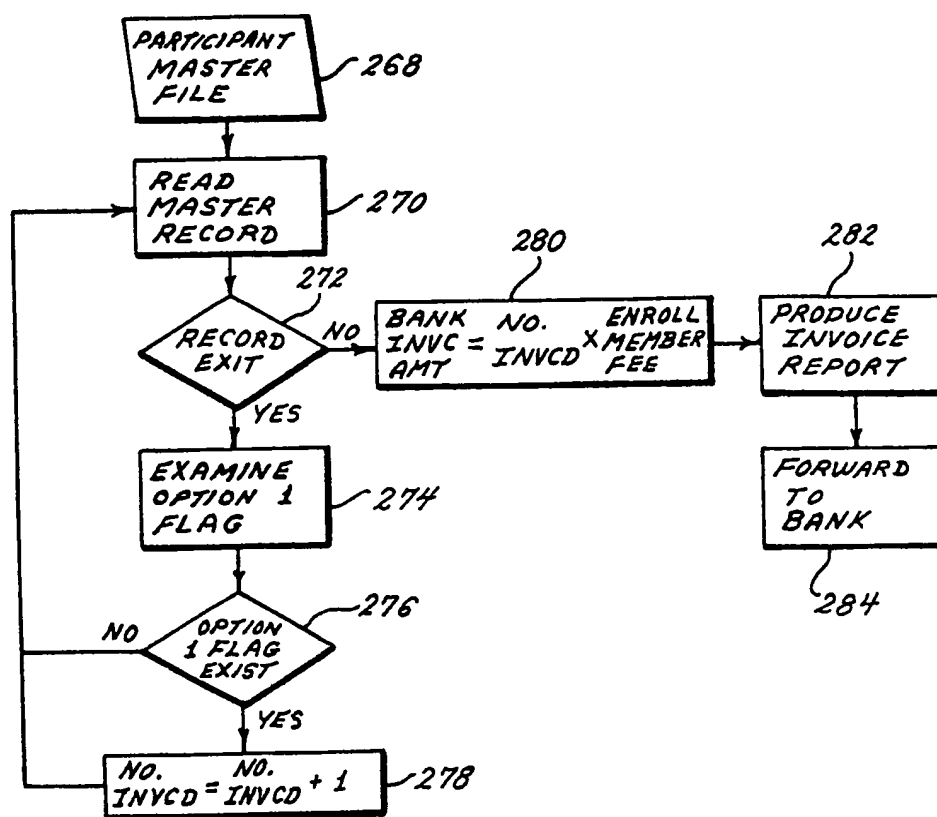 PARTICIPANT
MASTER
FILE
268
READ
MASTER
RECORD
270
272
RECORD
EXIT
NO
YES
280
BANK
INVC
AMT
=
NO.
INVCD
X
ENROLL
MEMBER
FEE
282
PRODUCE
INVOICE
REPORT
FORWARD
TO
BANK
284
EXAMINE
OPTION 1
FLAG
274
276
OPTION
1 FLAG
EXIST
NO
YES
NO. NO.
INVCD = INVCD + 1
278